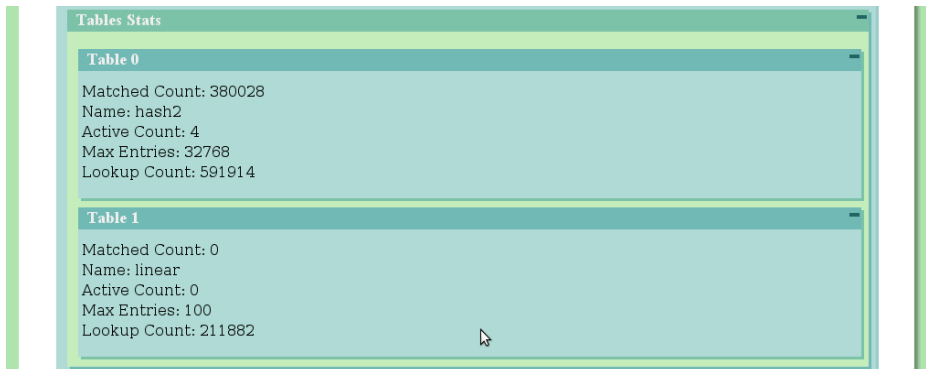 Tables Stats
Table 0
Matched Count: 380028
Name: hash2
Active Count: 4
Max Entries: 32768
Lookup Count: 591914
Table 1
Matched Count: 0
Name: linear
Active Count: 0
Max Entries: 100
Lookup Count: 211882